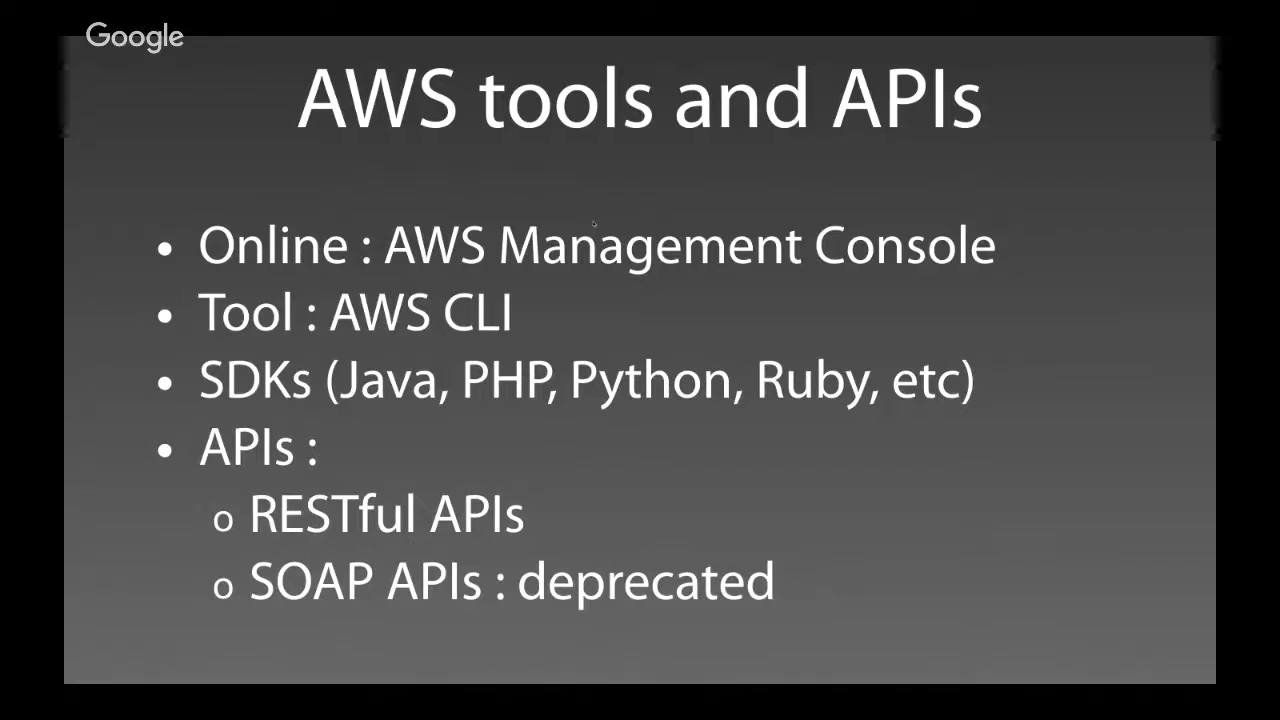 Google
AWS tools and APIs
• Online : AWS Management Console
• Tool : AWS CLI
• SDKs (Java, PHP, Python, Ruby, etc)
• APIs :
o RESTful APIs
o SOAP APIs : deprecated